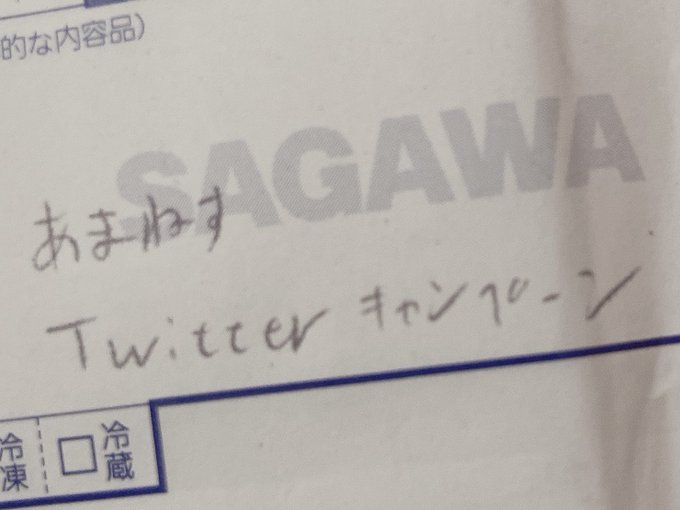 的な内容品)
SAGAWA
あまねす
Twitter キャンペーン
冷凍
冷蔵